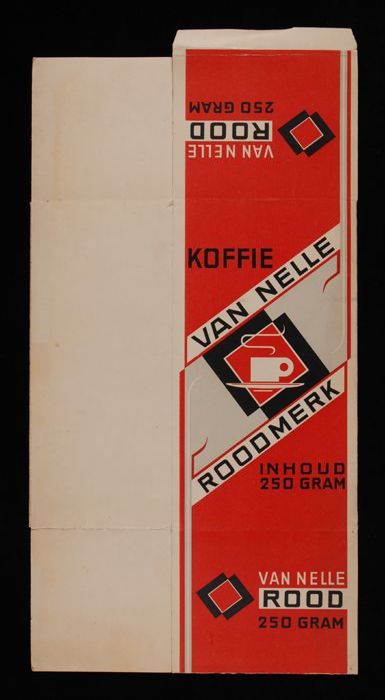 250 GRAM
ROOD
VAN NELLE
KOFFIE
VAN NELLE
ROODMERK
INHOUD
250 GRAM
VAN NELLE
ROOD
250 GRAM